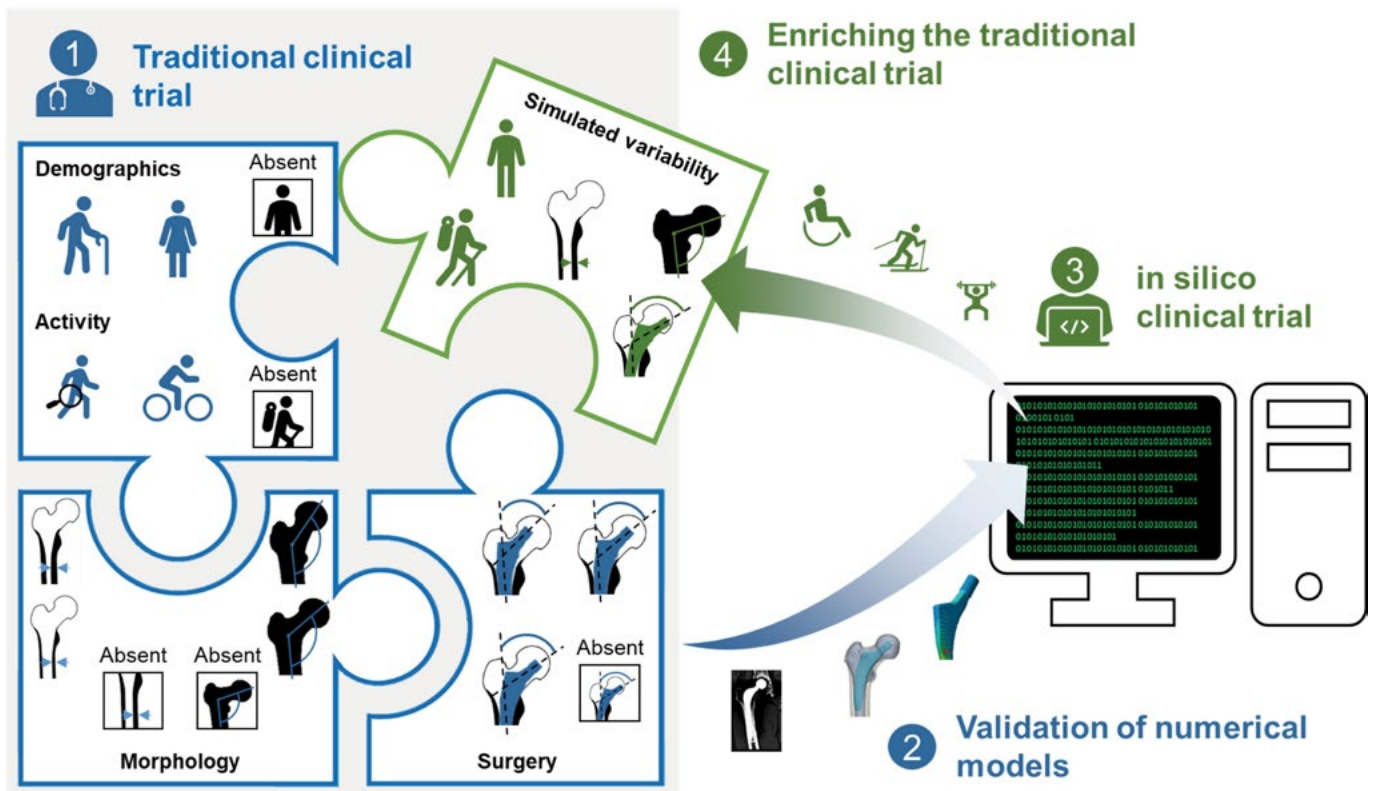 1
Traditional clinical
trial
Demographics
Absent
Activity
Absent
Absent
Absent
Morphology
Absent
Surgery
Simulated variability
4
Enriching the traditional
clinical trial
3
</>
in silico
clinical trial
2
Validation of numerical
models